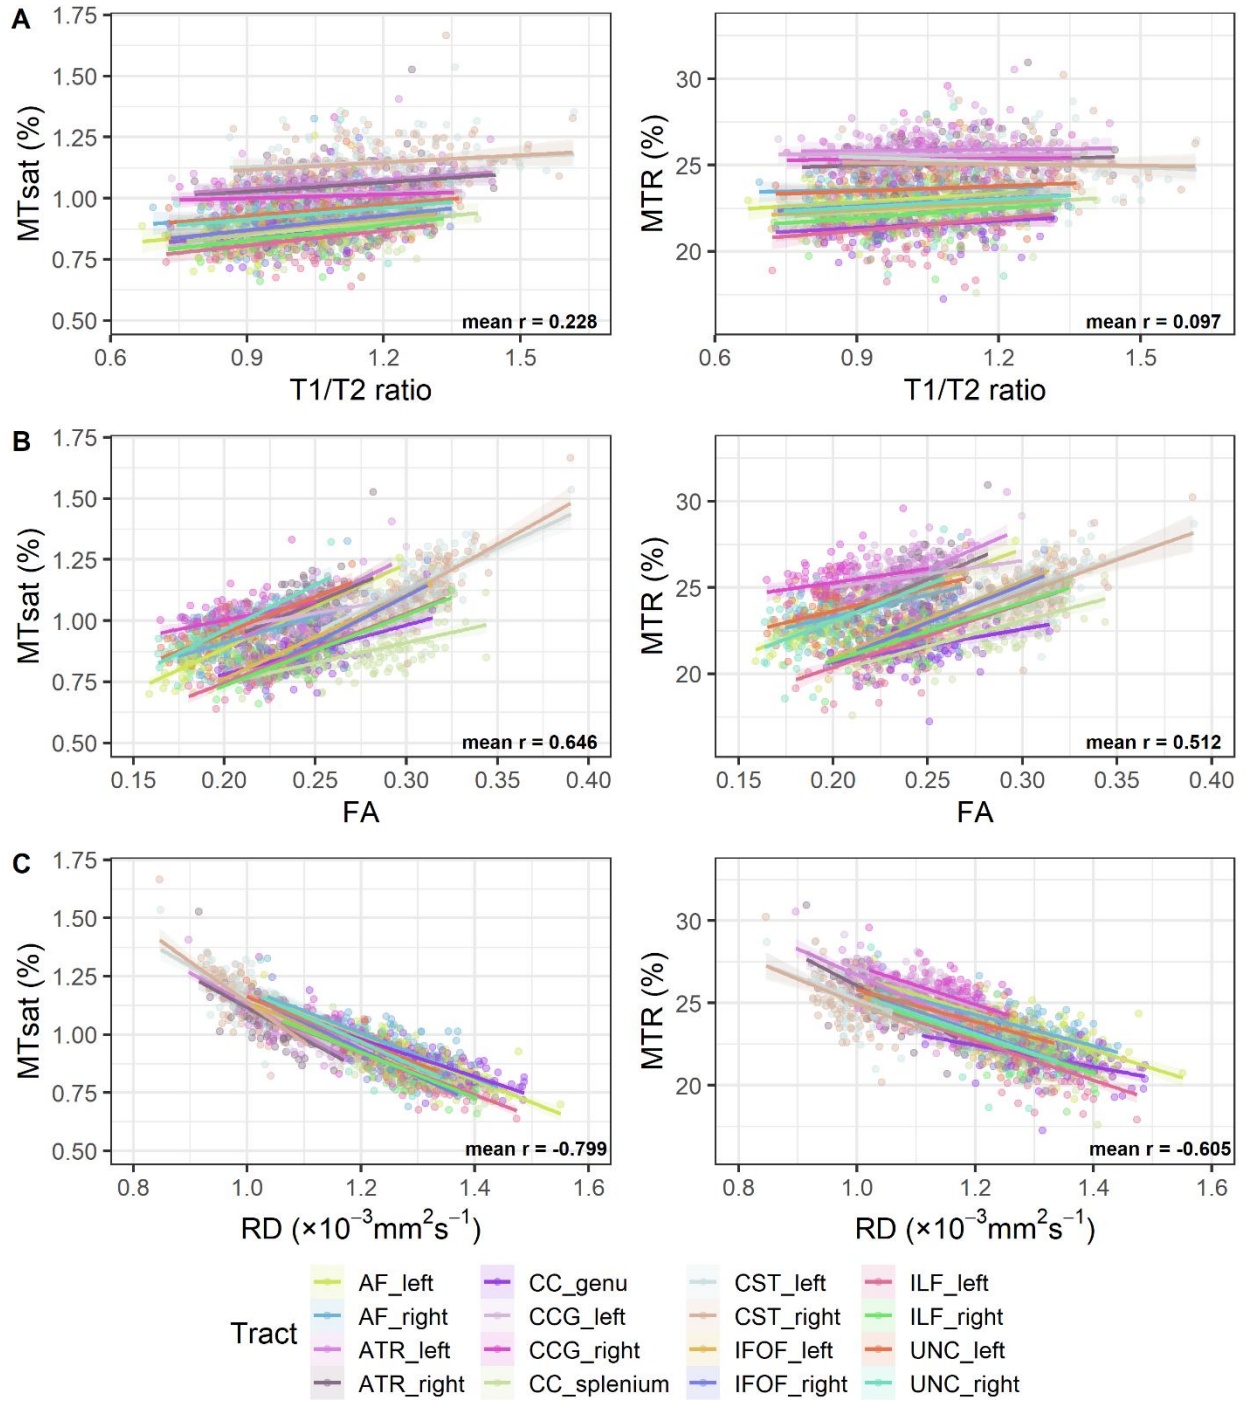 A
MTsat (%)
1.75
1.50
1.25
1.00
0.75
0.50
mean r = 0.228
0.6 0.9 1.2 1.5
T1/T2 ratio
MTR (%)
30
25
20
mean r = 0.097
0.6 0.9 1.2 1.5
T1/T2 ratio
B
MTsat (%)
1.75
1.50
1.25
1.00
0.75
0.50
mean r = 0.646
0.15 0.20 0.25 0.30 0.35 0.40
FA
MTR (%)
30
25
20
mean r = 0.512
0.15 0.20 0.25 0.30 0.35 0.40
FA
C
MTsat (%)
1.75
1.50
1.25
1.00
0.75
0.50
mean r = -0.799
0.8 1.0 1.2 1.4 1.6
RD (×10⁻³mm²s⁻¹)
MTR (%)
30
25
20
mean r = -0.605
0.8 1.0 1.2 1.4 1.6
RD (×10⁻³mm²s⁻¹)
Tract
AF_left CC_genu CST_left ILF_left
AF_right CCG_left CST_right ILF_right
ATR_left CCG_right IFOF_left UNC_left
ATR_right CC_splenium IFOF_right UNC_right